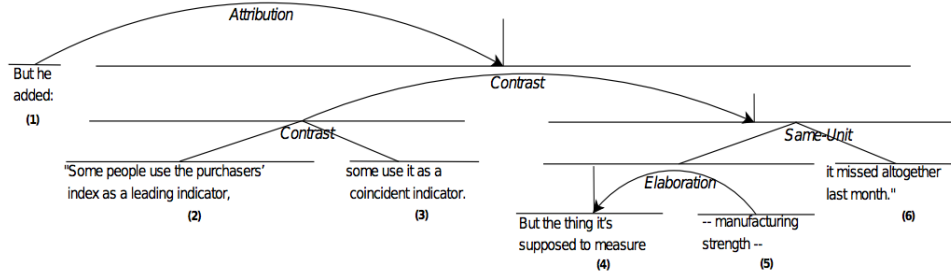 Attribution
But he
added:
(1)
Contrast
Contrast
Same-Unit
"Some people use the purchasers'
index as a leading indicator,
(2)
some use it as a
coincident indicator.
(3)
it missed altogether
last month."
(6)
Elaboration
But the thing it's
supposed to measure
(4)
-- manufacturing
strength --
(5)